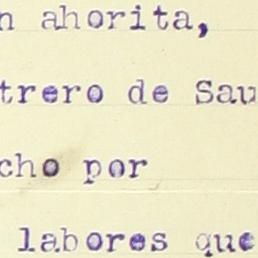 n ahorita,
trero de Sau
cho por
labores que